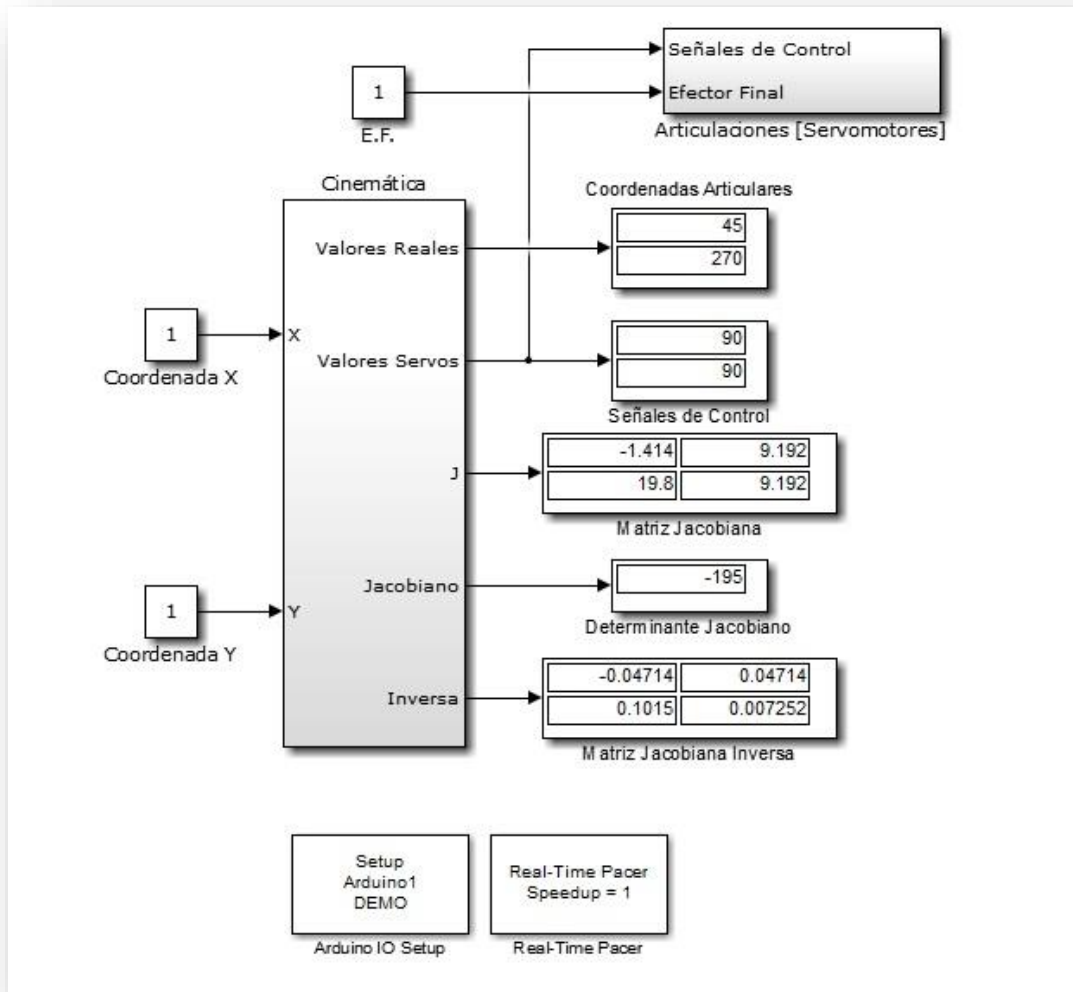 Señales de Control
Efector Final
Articulaciones [Servomotores]
1
E.F.
Cinemática
Valores Reales
Valores Servos
J
Jacobiano
Inversa
X
Y
1
Coordenada X
1
Coordenada Y
Coordenadas Articulares
45
270
90
90
Señales de Control
-1.414 9.192
19.8 9.192
Matriz Jacobiana
-195
Determinante Jacobiano
-0.04714 0.04714
0.1015 0.007252
Matriz Jacobiana Inversa
Setup
Arduino1
DEMO
Arduino IO Setup
Real-Time Pacer
Speedup = 1
Real-Time Pacer